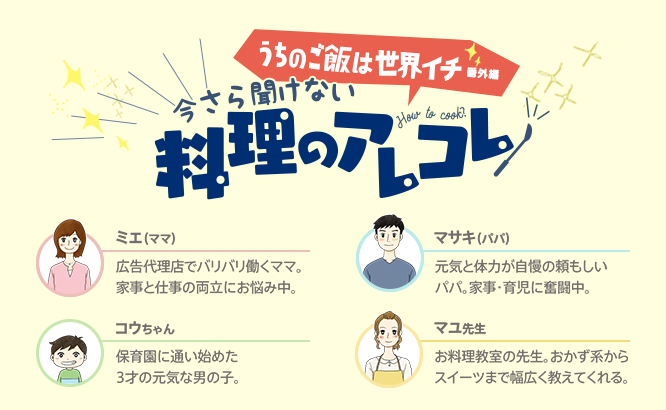 うちのご飯は世界イチ 番外編
今さら聞けない
How to cook?
料理のアレコレ
ミエ(ママ)
広告代理店でバリバリ働くママ。
家事と仕事の両立にお悩み中。
マサキ(パパ)
元気と体力が自慢の頼もしい
パパ。家事・育児に奮闘中。
コウちゃん
保育園に通い始めた
3才の元気な男の子。
マユ先生
お料理教室の先生。おかず系から
スイーツまで幅広く教えてくれる。